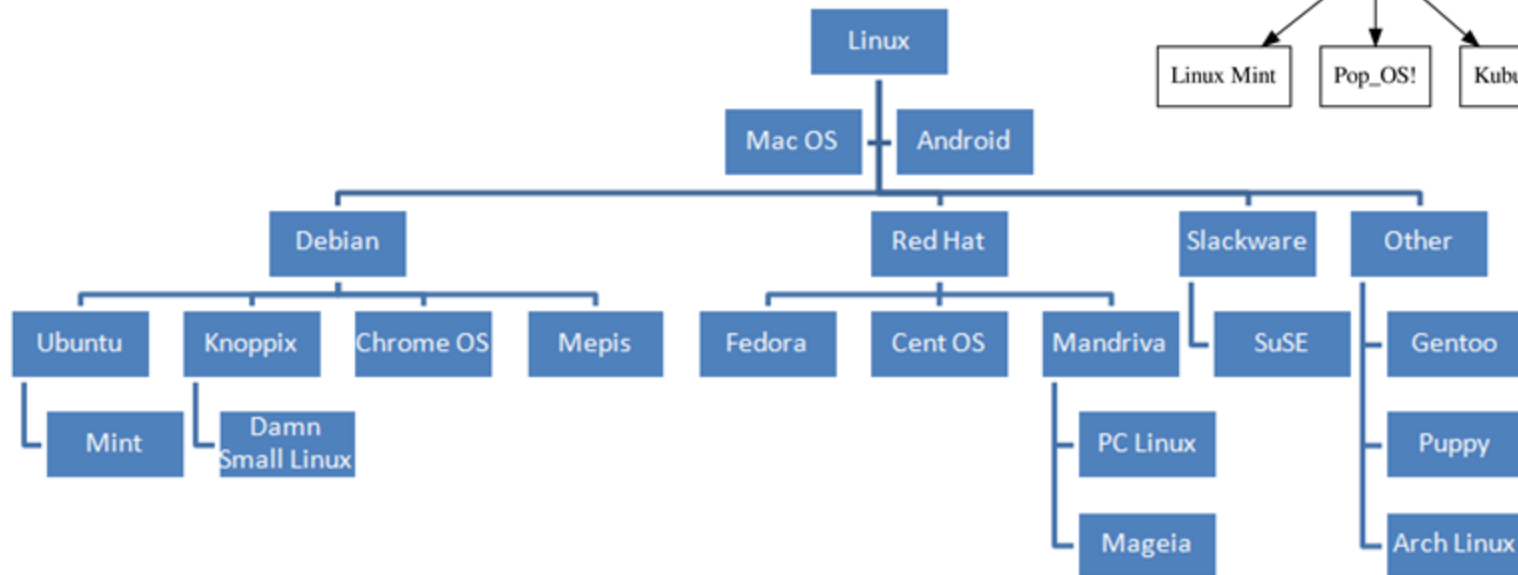 Linux
Linux Mint
Pop_OS!
Mac OS
Android
Debian
Red Hat
Slackware
Other
Ubuntu
Knoppix
Chrome OS
Mepis
Fedora
Cent OS
Mandriva
SuSE
Gentoo
Mint
Damn
Small Linux
PC Linux
Puppy
Mageia
Arch Linux